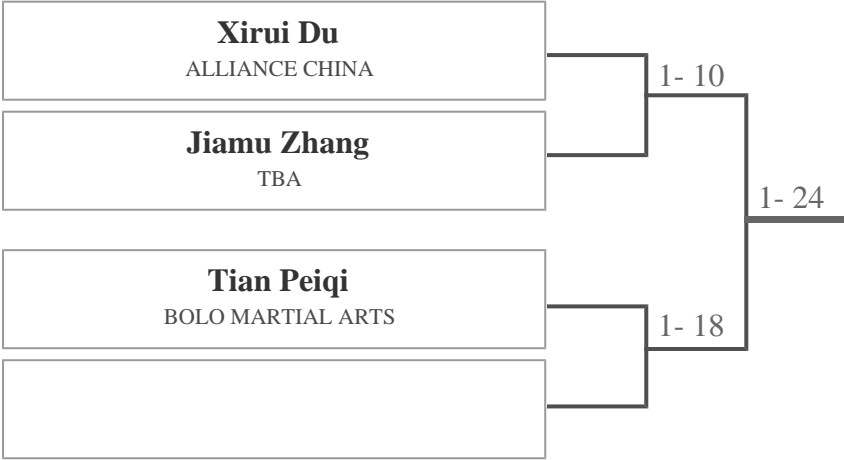 Xirui Du
ALLIANCE CHINA
1- 10
Jiamu Zhang
TBA
1- 24
Tian Peiqi
BOLO MARTIAL ARTS
1- 18